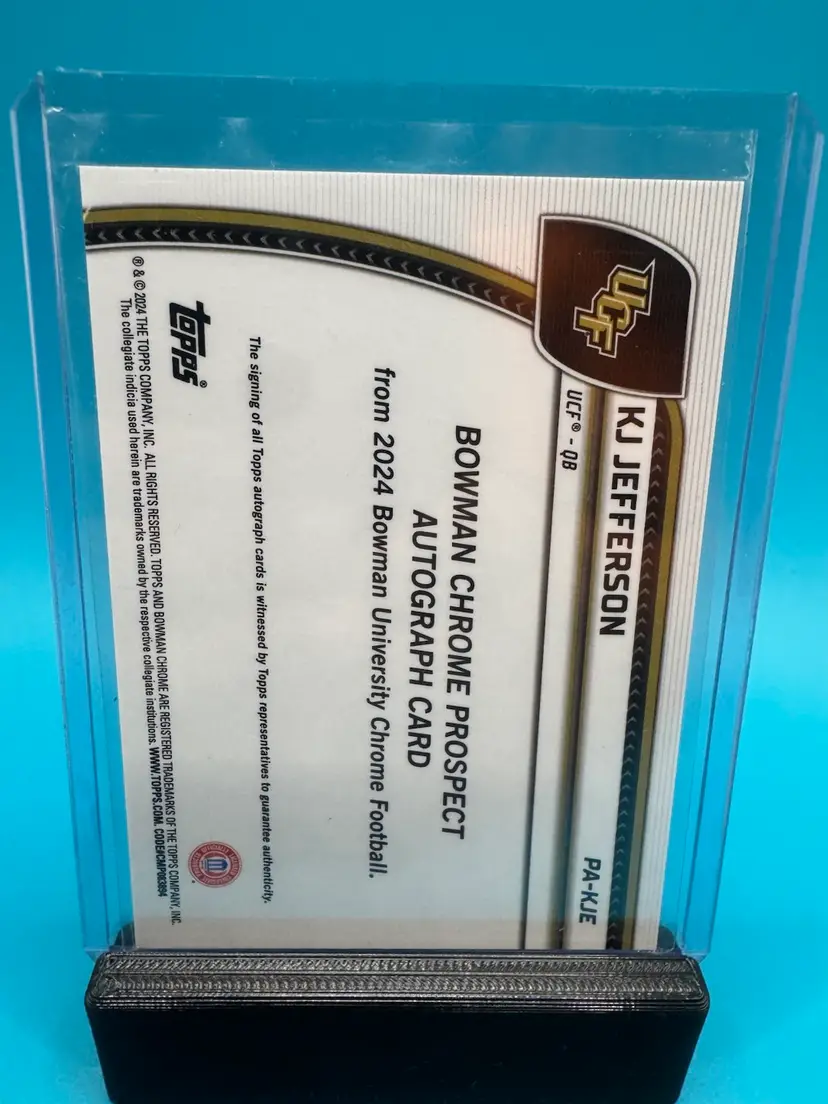 UCF
KJ JEFFERSON
PA-KJE
UCF® - QB
BOWMAN CHROME PROSPECT
AUTOGRAPH CARD
from 2024 Bowman University Chrome Football.
The signing of all Topps autograph cards is witnessed by Topps representatives to guarantee authenticity.
topps®
® & © 2024 THE TOPPS COMPANY, INC. ALL RIGHTS RESERVED. TOPPS AND BOWMAN CHROME ARE REGISTERED TRADEMARKS OF THE TOPPS COMPANY, INC.
The collegiate indicia used herein are trademarks owned by the respective collegiate institutions. WWW.TOPPS.COM. CODE#CMP083894